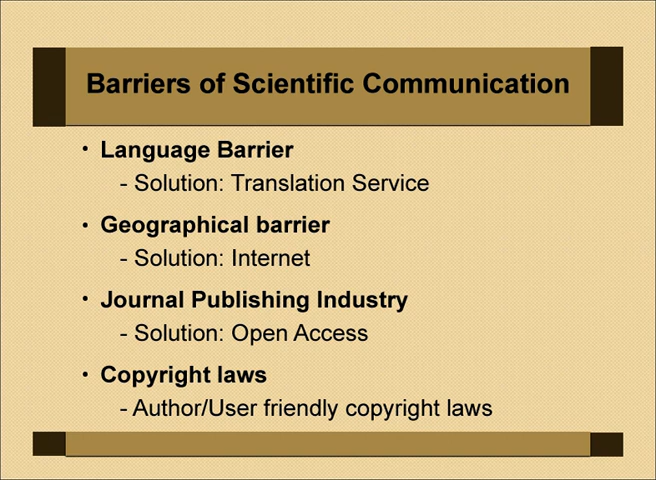 Barriers of Scientific Communication
• Language Barrier
- Solution: Translation Service
• Geographical barrier
- Solution: Internet
• Journal Publishing Industry
- Solution: Open Access
• Copyright laws
- Author/User friendly copyright laws